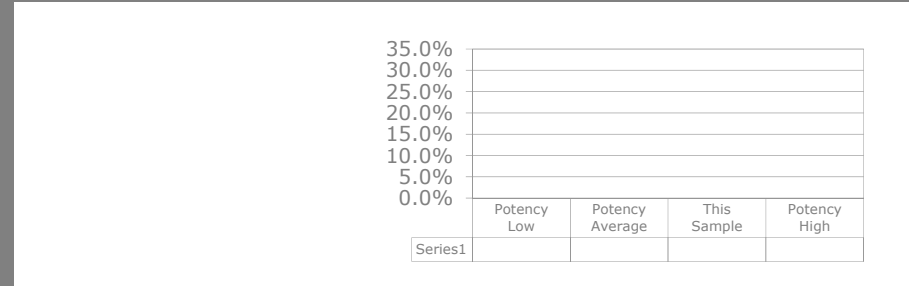 35.0%
30.0%
25.0%
20.0%
15.0%
10.0%
5.0%
0.0%
Potency Low
Potency Average
This Sample
Potency High
Series1